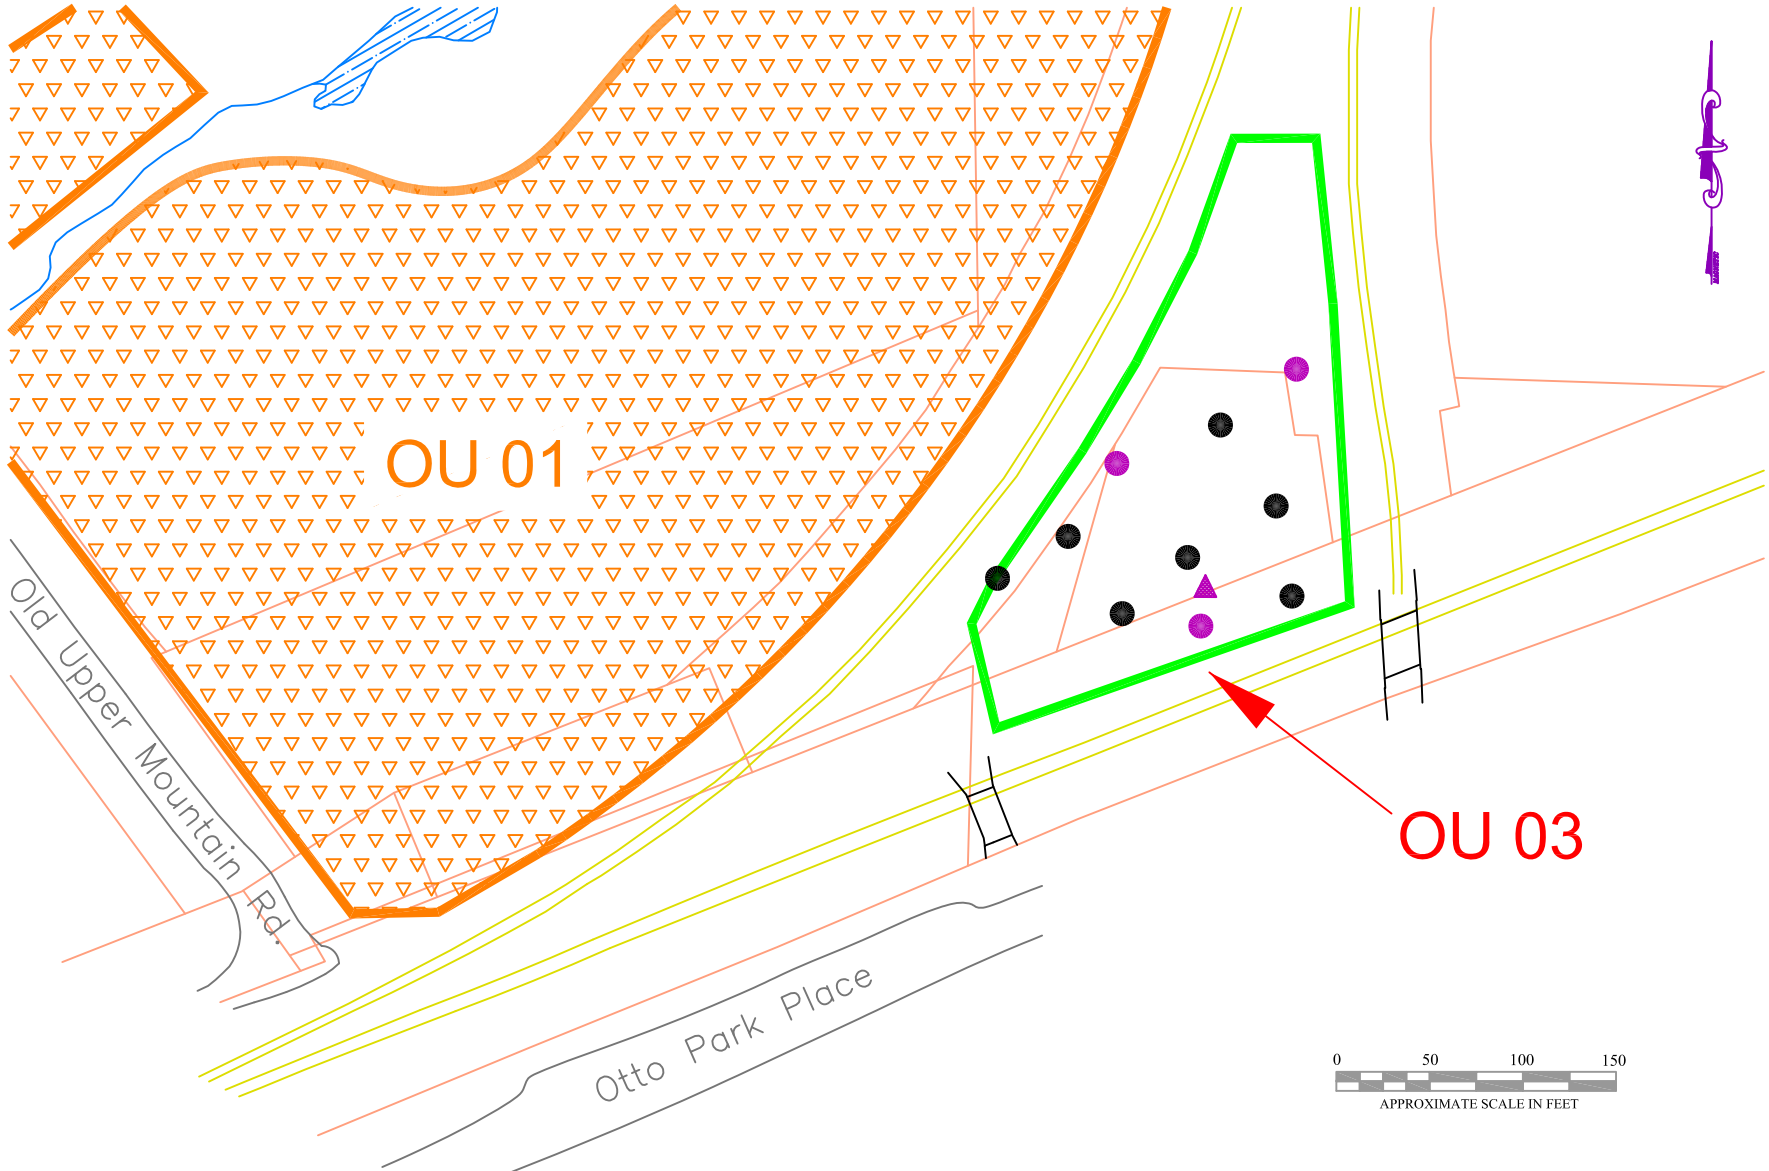 OU 01
Old Upper Mountain Rd.
OU 03
Otto Park Place
0 50 100 150
APPROXIMATE SCALE IN FEET